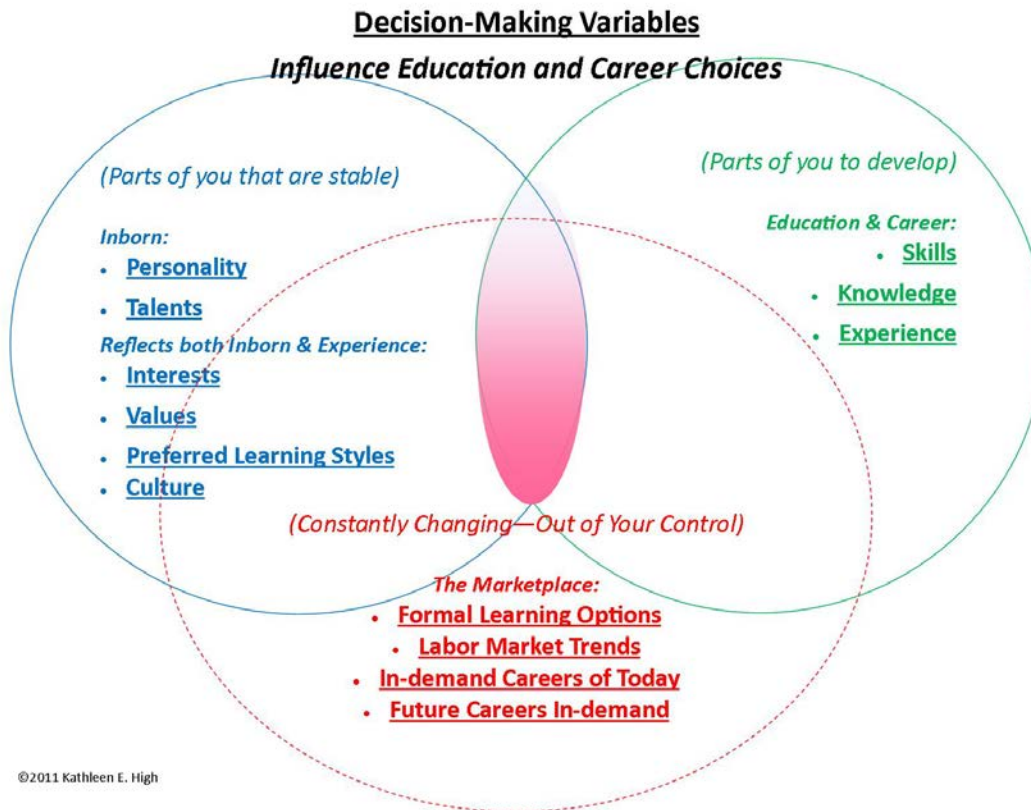 Decision-Making Variables
Influence Education and Career Choices
(Parts of you that are stable)
Inborn:
• Personality
• Talents
Reflects both Inborn & Experience:
• Interests
• Values
• Preferred Learning Styles
• Culture
(Parts of you to develop)
Education & Career:
• Skills
• Knowledge
• Experience
(Constantly Changing—Out of Your Control)
The Marketplace:
• Formal Learning Options
• Labor Market Trends
• In-demand Careers of Today
• Future Careers In-demand
©2011 Kathleen E. High